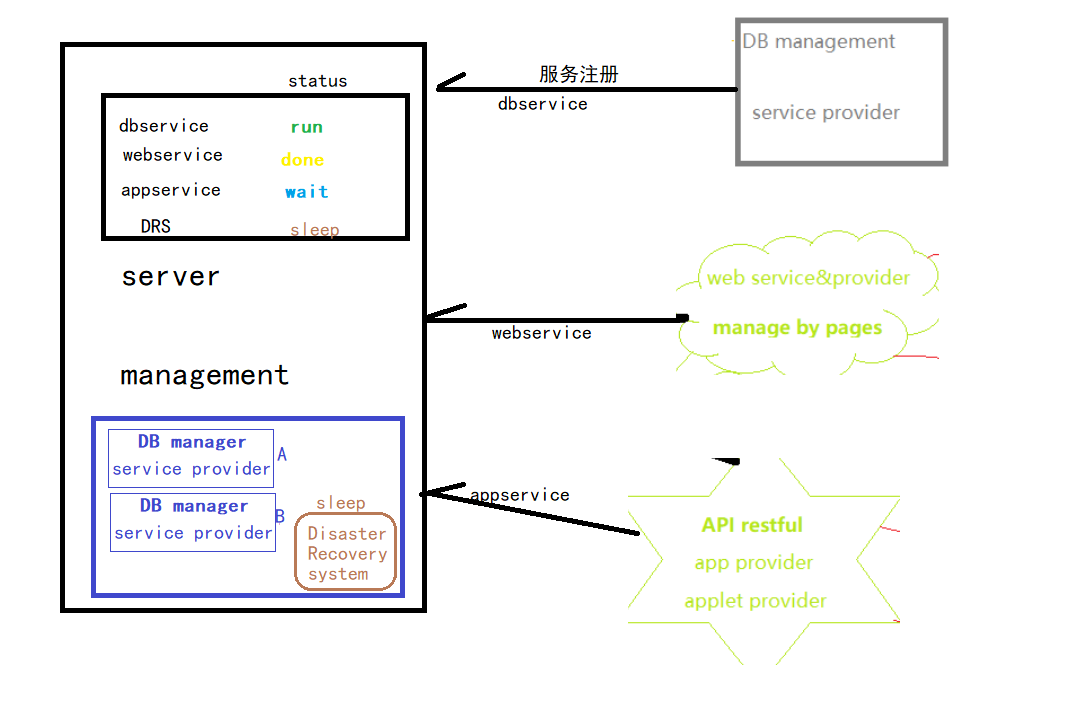 status
dbservice run
webservice done
appservice wait
DRS sleep
server
management
DB manager
service provider
A
DB manager
service provider
B
sleep
Disaster
Recovery
system
服务注册
dbservice
DB management
service provider
webservice
web service&provider
manage by pages
appservice
API restful
app provider
applet provider